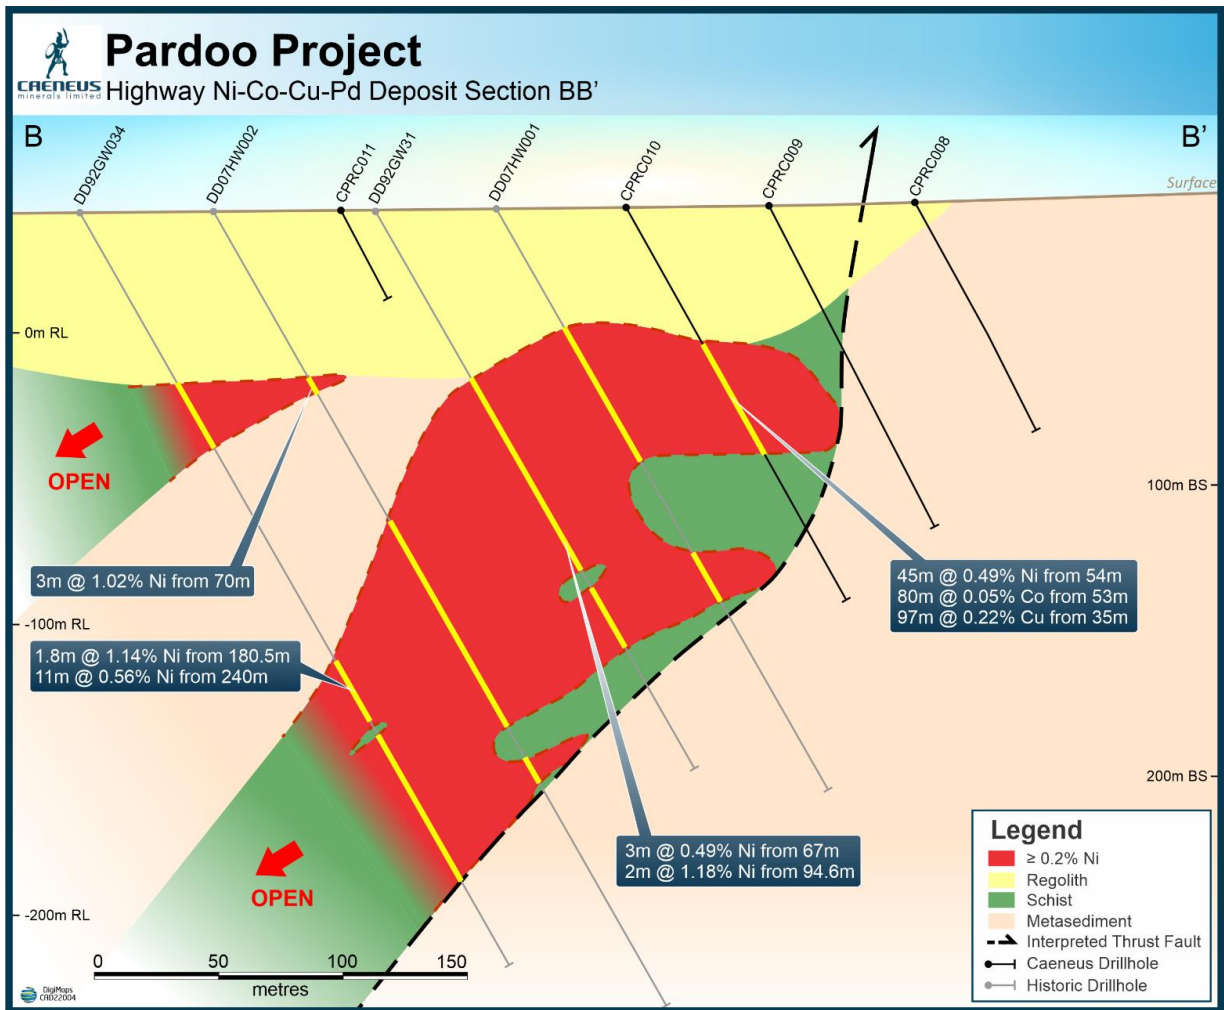 CAENEUS
minerals limited
Pardoo Project
Highway Ni-Co-Cu-Pd Deposit Section BB’
B
B’
DD92GW034
DD07HW002
CPRC011
DD92GW31
DD07HW001
CPRC010
CPRC009
CPRC008
Surface
0m RL
OPEN
100m BS
3m @ 1.02% Ni from 70m
45m @ 0.49% Ni from 54m
80m @ 0.05% Co from 53m
97m @ 0.22% Cu from 35m
-100m RL
1.8m @ 1.14% Ni from 180.5m
11m @ 0.56% Ni from 240m
200m BS
3m @ 0.49% Ni from 67m
2m @ 1.18% Ni from 94.6m
OPEN
-200m RL
0 50 100 150
metres
Legend
≥ 0.2% Ni
Regolith
Schist
Metasediment
Interpreted Thrust Fault
Caeneus Drillhole
Historic Drillhole
DigiMaps
CAD22004